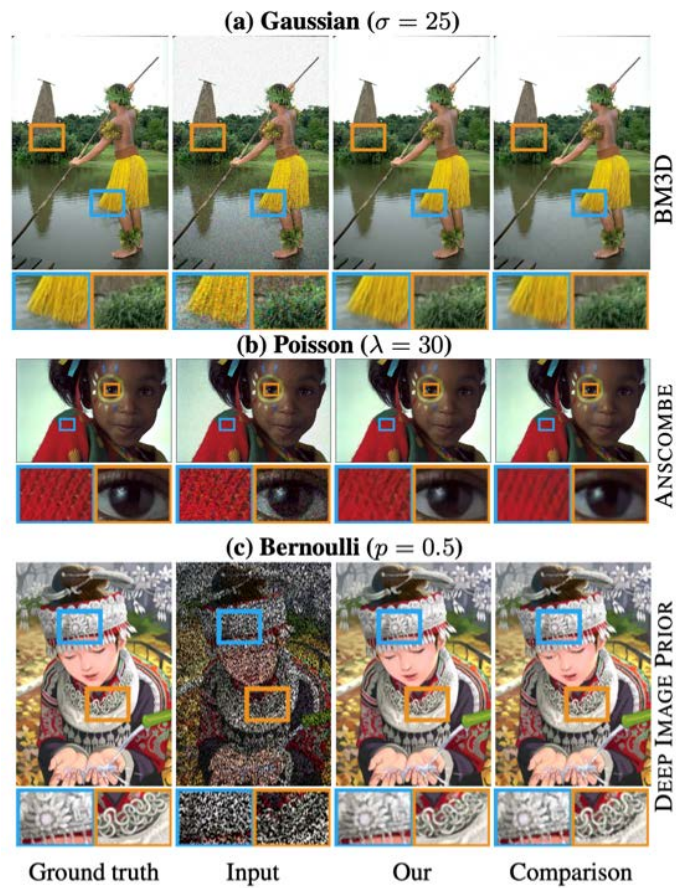 (a) Gaussian (σ = 25)
BM3D
(b) Poisson (λ = 30)
ANSCOMBE
(c) Bernoulli (p = 0.5)
DEEP IMAGE PRIOR
Ground truth Input Our Comparison